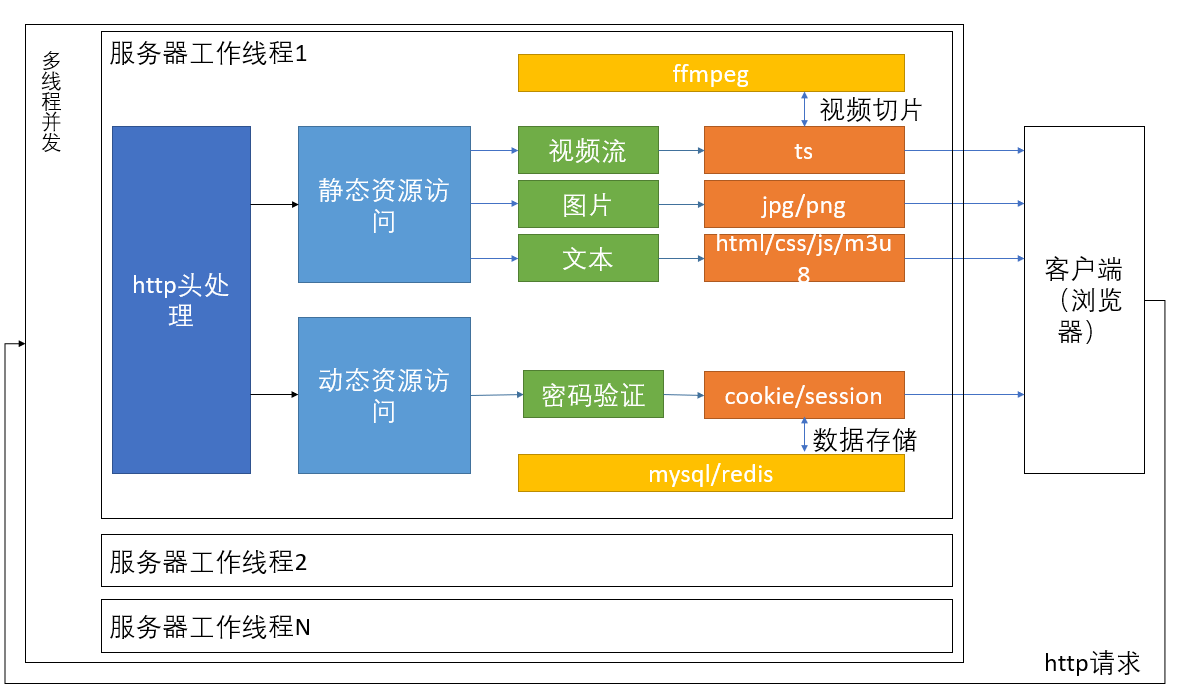 多线程并发
服务器工作线程1
ffmpeg
视频切片
http头处
理
静态资源访
问
视频流
ts
图片
jpg/png
文本
html/css/js/m3u
8
动态资源访
问
密码验证
cookie/session
数据存储
mysql/redis
服务器工作线程2
服务器工作线程N
客户端
（浏览
器）
http请求